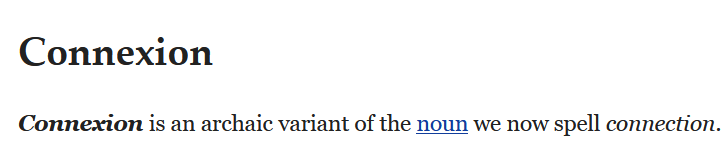 Connexion
Connexion is an archaic variant of the noun we now spell connection.